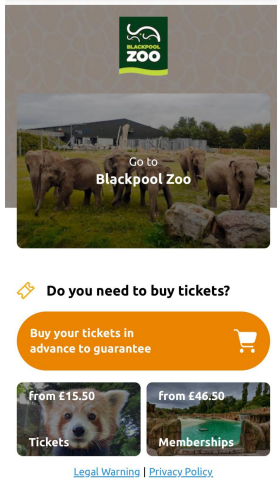 BLACKPOOL
ZOO
Go to
Blackpool Zoo
Do you need to buy tickets?
Buy your tickets in
advance to guarantee
from £15.50
Tickets
from £46.50
Memberships
Legal Warning | Privacy Policy